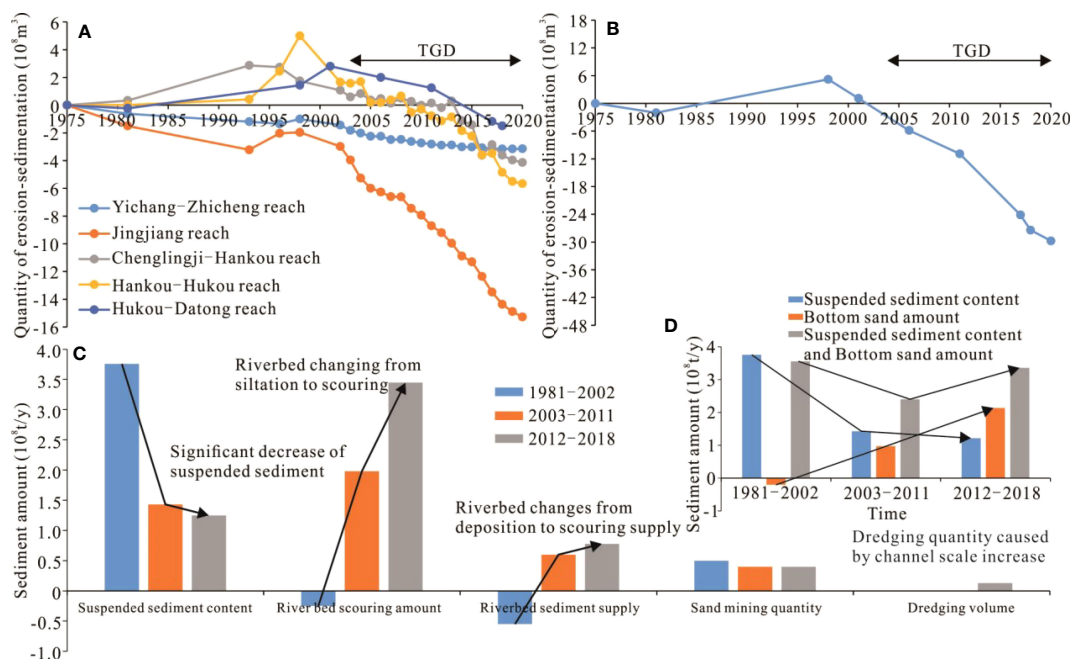 A
TGD
Quantity of erosion-sedimentation (10⁸m³)
6
4
2
0
-2
-4
-6
-8
-10
-12
-14
-16
1975
1980
1985
1990
1995
2000
2005
2010
2015
2020
Yichang-Zhicheng reach
Jingjiang reach
Chenglingji-Hankou reach
Hankou-Hukou reach
Hukou-Datong reach
B
TGD
Quantity of erosion-sedimentation (10⁸m³)
18
12
6
0
-6
-12
-18
-24
-30
-36
-42
-48
1975
1980
1985
1990
1995
2000
2005
2010
2015
2020
C
Sediment amount (10⁸t/y)
4.0
3.5
3.0
2.5
2.0
1.5
1.0
0.5
0
-0.5
-1.0
Riverbed changing from
siltation to scouring
Significant decrease of
suspended sediment
1981-2002
2003-2011
2012-2018
Riverbed changes from
deposition to scouring supply
Dredging quantity caused
by channel scale increase
Suspended sediment content
River bed scouring amount
Riverbed sediment supply
Sand mining quantity
Dredging volume
D
Suspended sediment content
Bottom sand amount
Suspended sediment content
and Bottom sand amount
Sediment amount (10⁸t/y)
4
3
2
1
0
-1
1981-2002
2003-2011
2012-2018
Time